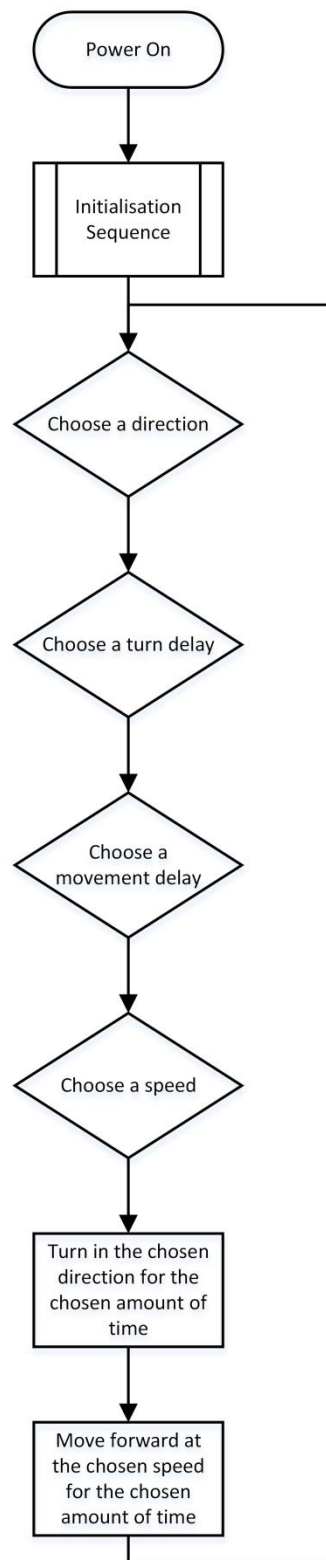 Power On
Initialisation
Sequence
Choose a direction
Choose a turn delay
Choose a
movement delay
Choose a speed
Turn in the chosen
direction for the
chosen amount of
time
Move forward at
the chosen speed
for the chosen
amount of time